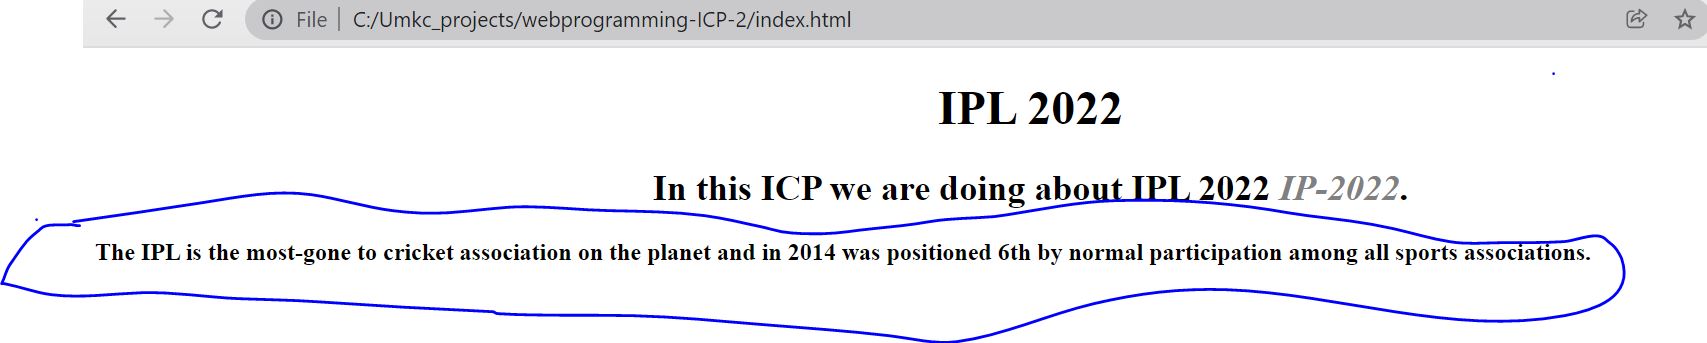 File C:/Umkc_projects/webprogramming-ICP-2/index.html
IPL 2022
In this ICP we are doing about IPL 2022 IP-2022.
The IPL is the most-gone to cricket association on the planet and in 2014 was positioned 6th by normal participation among all sports associations.